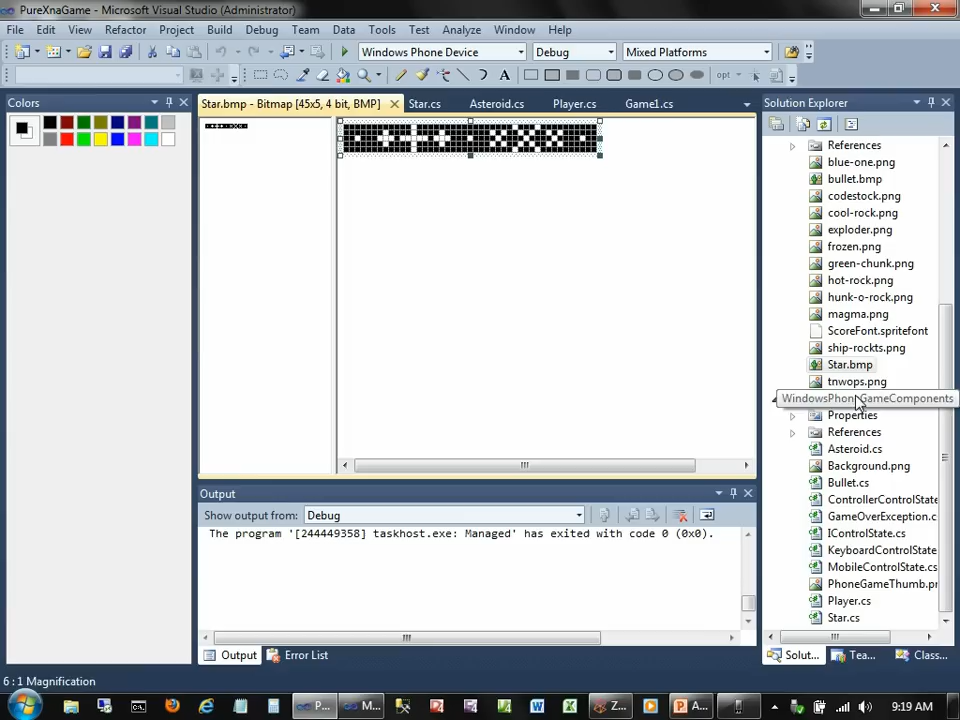 PureXnaGame - Microsoft Visual Studio (Administrator)
File Edit View Refactor Project Build Debug Team Data Tools Test Analyze Window Help
Windows Phone Device Debug Mixed Platforms
A opt
Colors
Star.bmp - Bitmap [45x5, 4 bit, BMP] Star.cs Asteroid.cs Player.cs Game1.cs
Solution Explorer
References
blue-one.png
bullet.bmp
codestock.png
cool-rock.png
exploder.png
frozen.png
green-chunk.png
hot-rock.png
hunk-o-rock.png
magma.png
ScoreFont.spritefont
ship-rockts.png
Star.bmp
tnwops.png
WindowsPhoneGameComponents
Properties
References
Asteroid.cs
Background.png
Bullet.cs
ControllerControlState
GameOverException.c
IControlState.cs
KeyboardControlState
MobileControlState.cs
PhoneGameThumb.pr
Player.cs
Star.cs
Output
Show output from: Debug
The program '[244449358] taskhost.exe: Managed' has exited with code 0 (0x0).
Output Error List
Solut... Tea... Class...
6 : 1 Magnification
P... M... Z... A...
9:19 AM